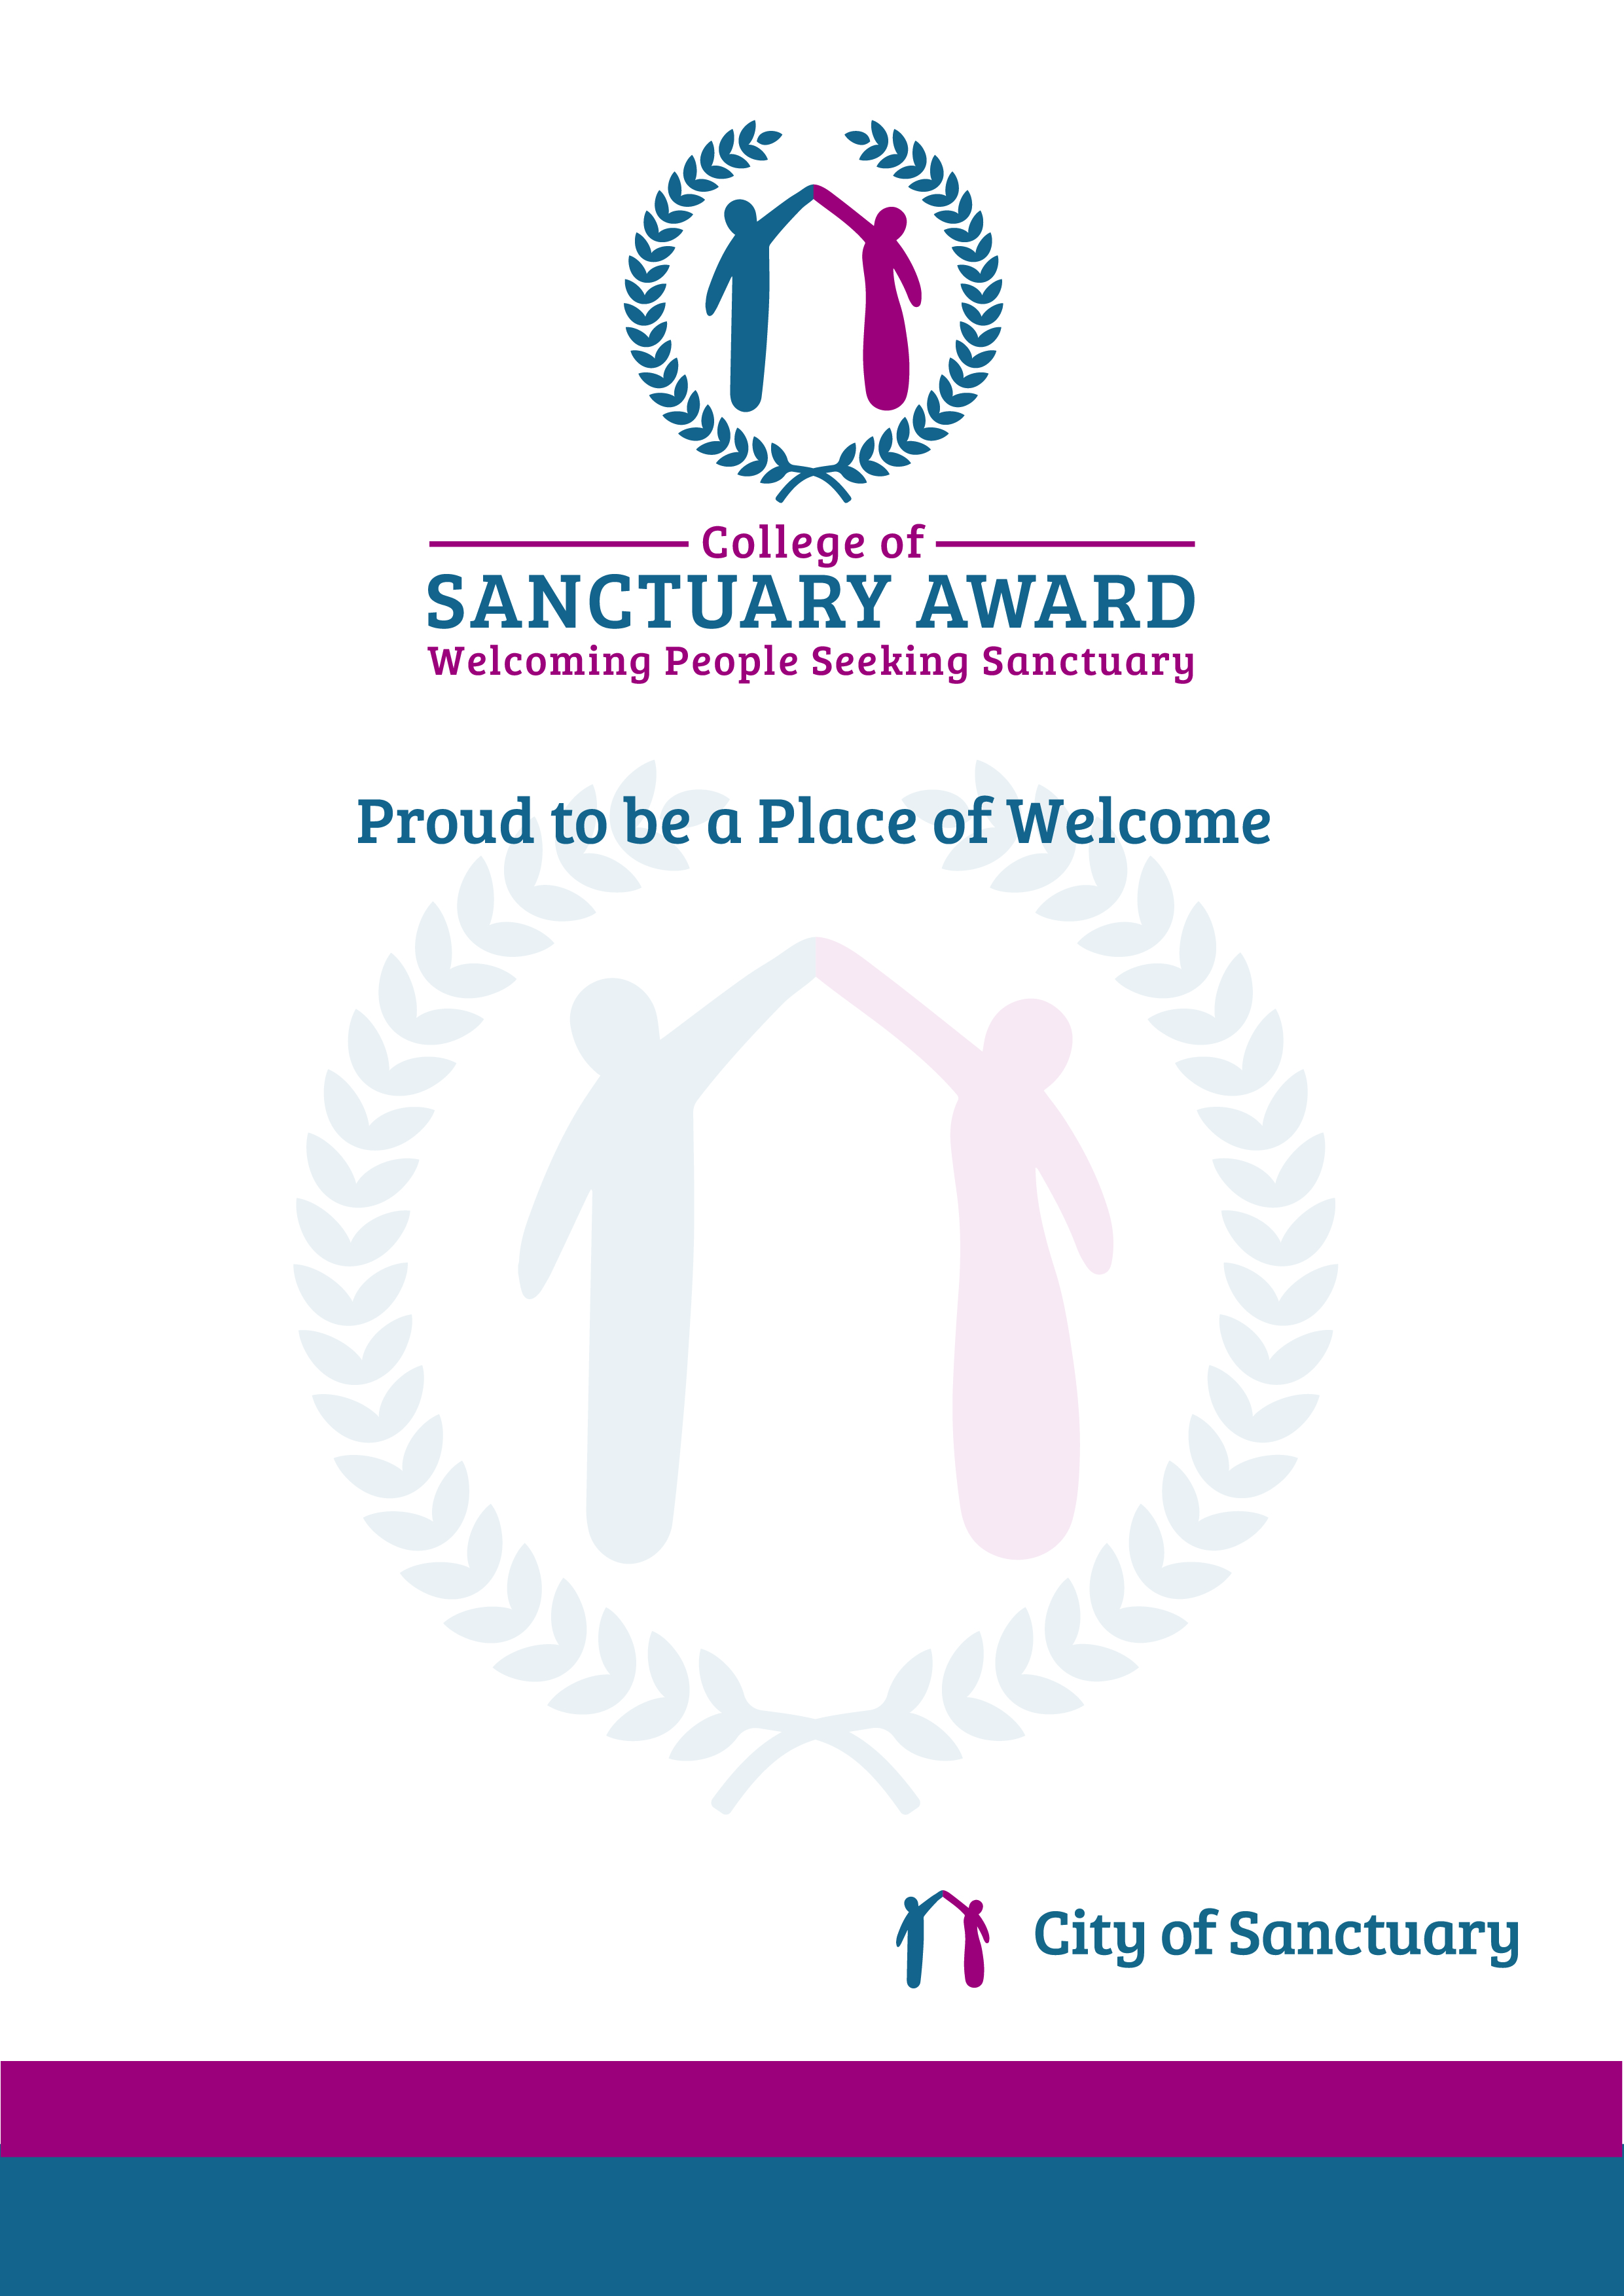 College of
SANCTUARY AWARD
Welcoming People Seeking Sanctuary
Proud to be a Place of Welcome
City of Sanctuary